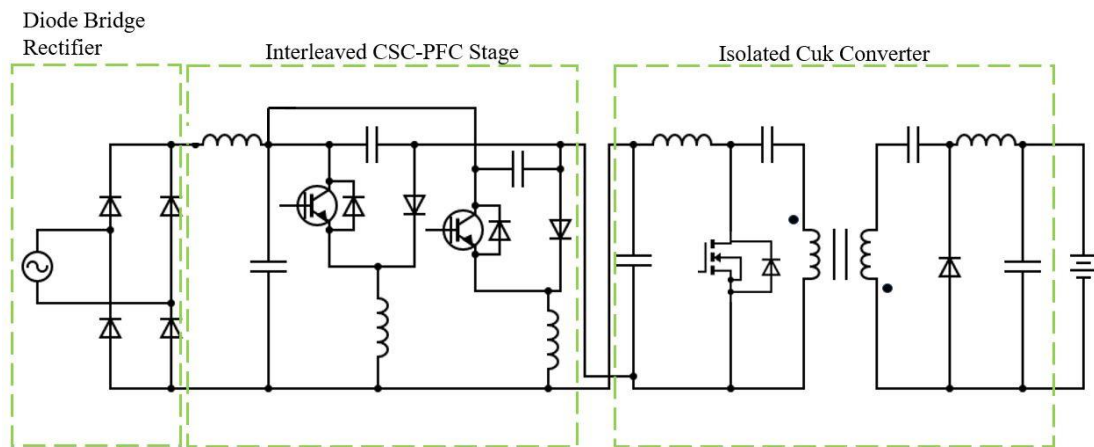 Diode Bridge
Rectifier
Interleaved CSC-PFC Stage
Isolated Cuk Converter